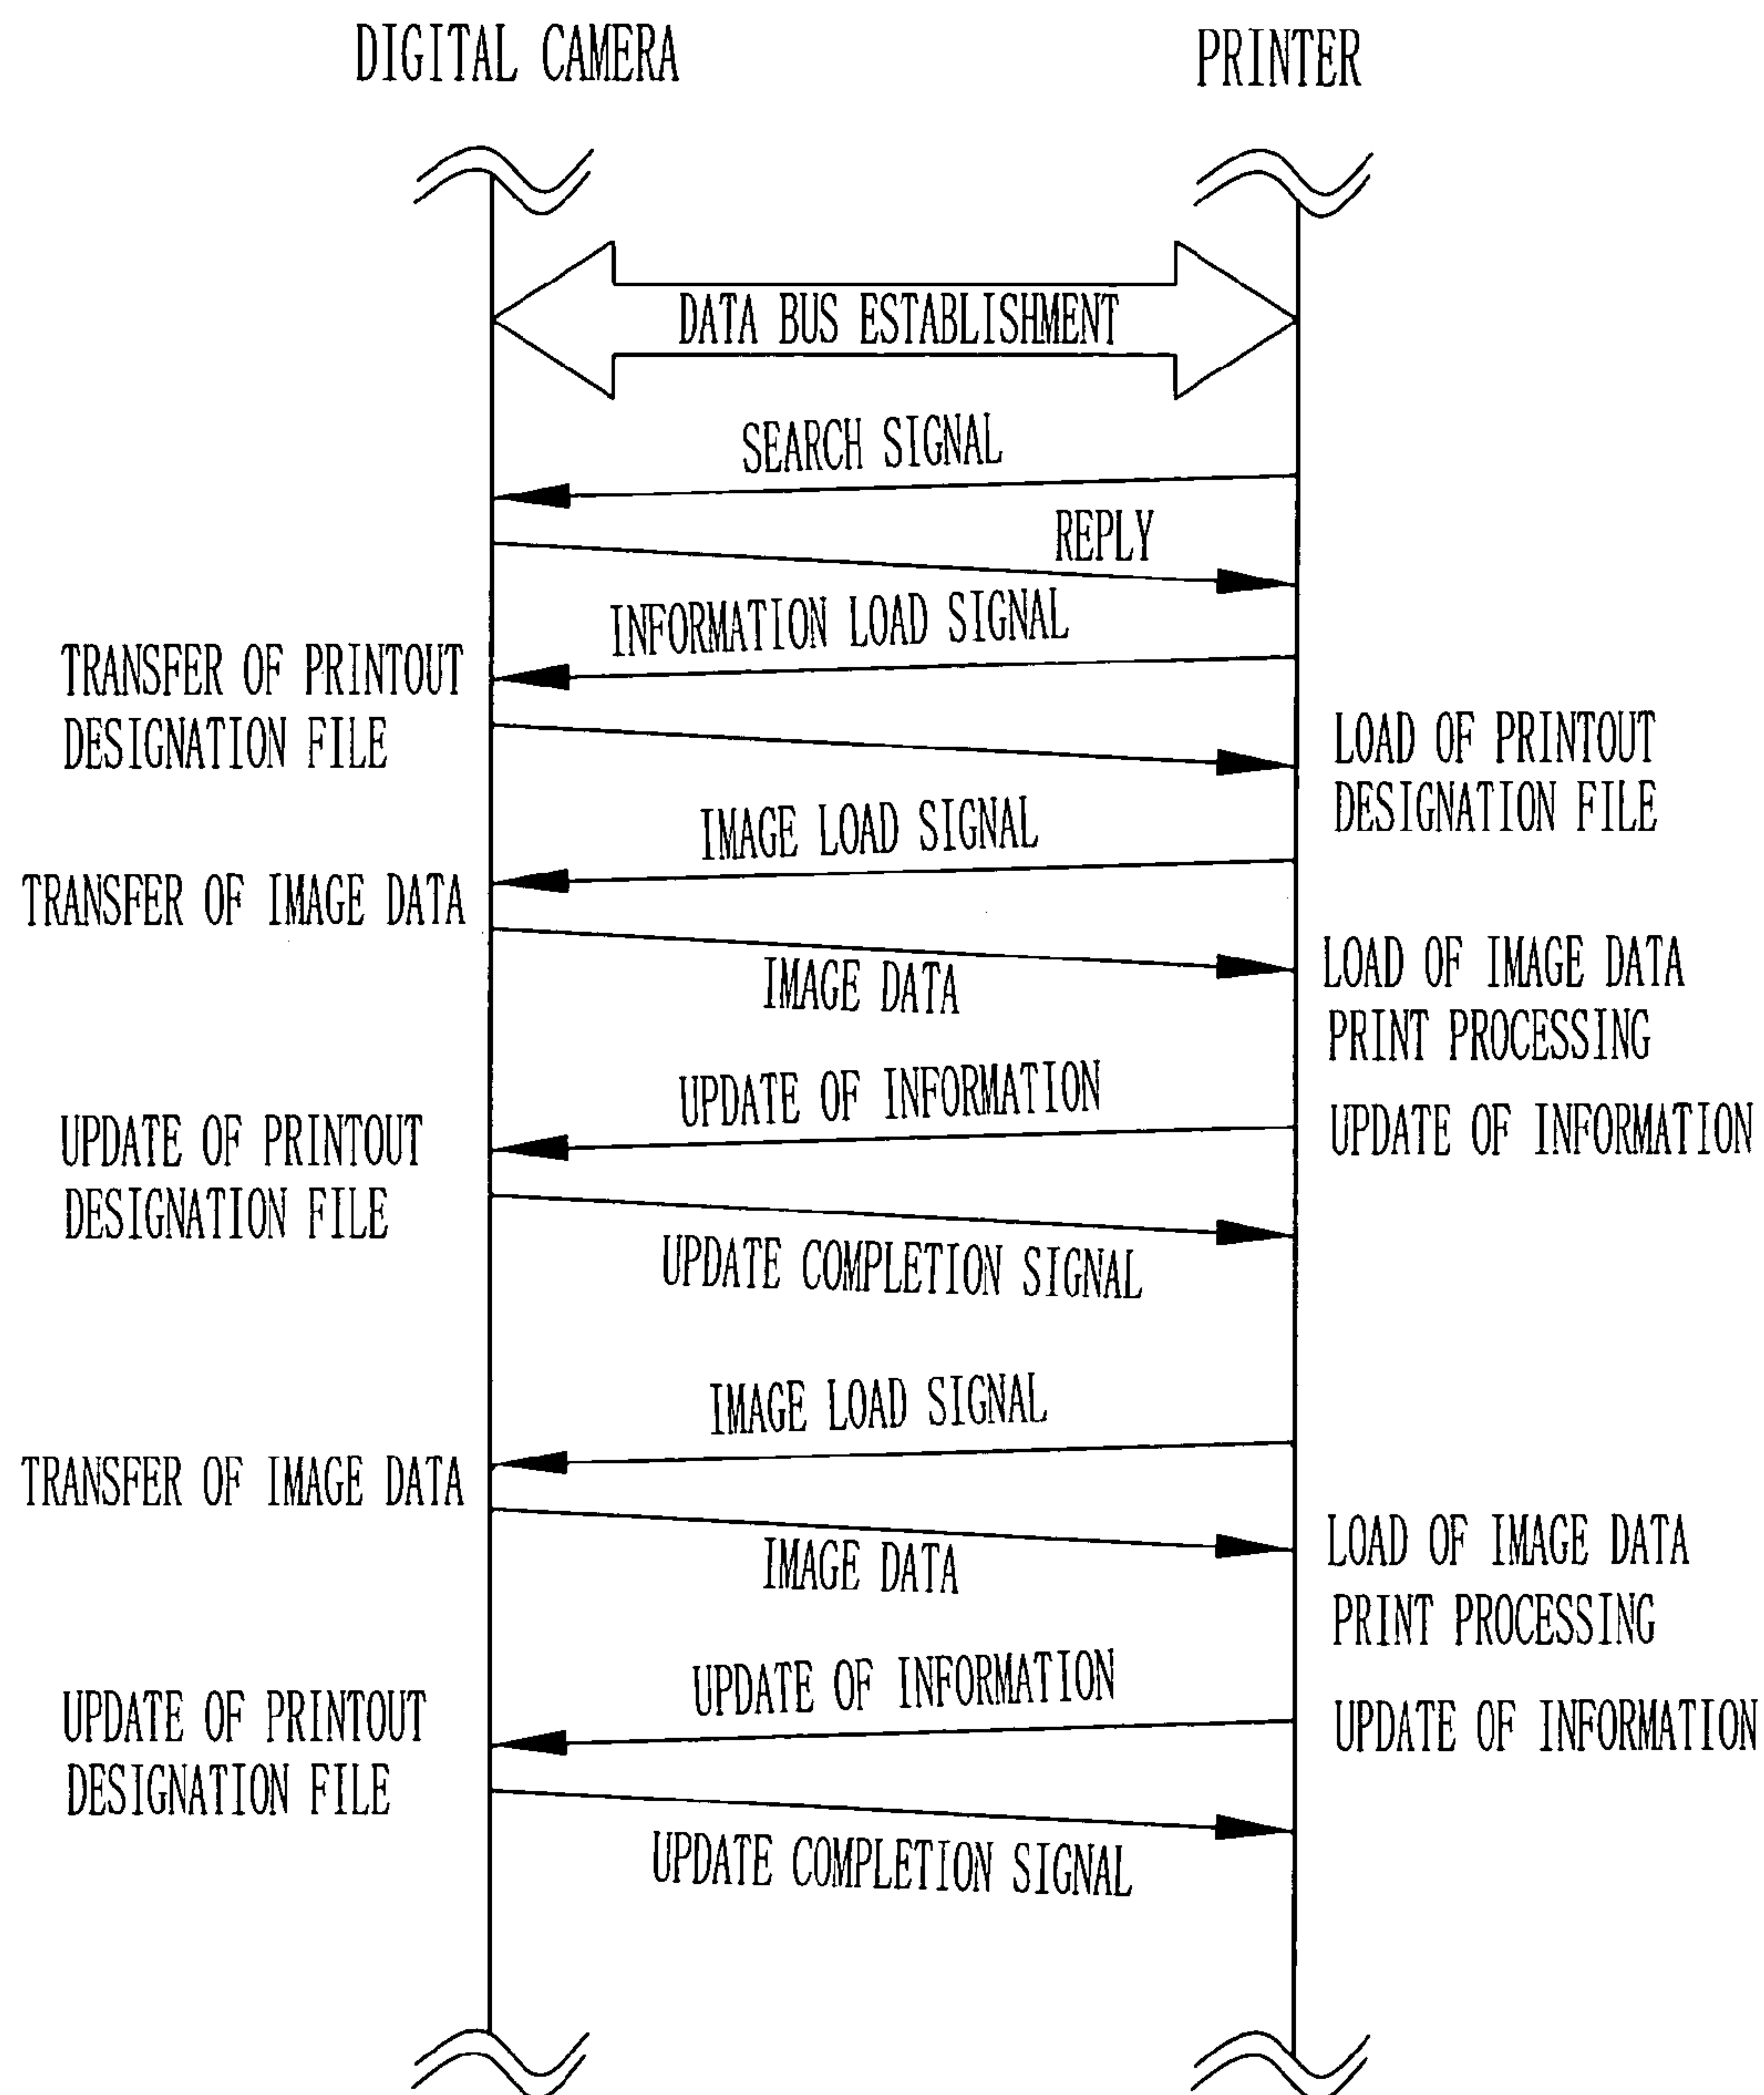 DIGITAL CAMERA
PRINTER
DATA BUS ESTABLISHMENT
SEARCH SIGNAL
REPLY
INFORMATION LOAD SIGNAL
TRANSFER OF PRINTOUT
DESIGNATION FILE
LOAD OF PRINTOUT
DESIGNATION FILE
IMAGE LOAD SIGNAL
TRANSFER OF IMAGE DATA
IMAGE DATA
LOAD OF IMAGE DATA
PRINT PROCESSING
UPDATE OF INFORMATION
UPDATE OF INFORMATION
UPDATE OF PRINTOUT
DESIGNATION FILE
UPDATE COMPLETION SIGNAL
IMAGE LOAD SIGNAL
TRANSFER OF IMAGE DATA
IMAGE DATA
LOAD OF IMAGE DATA
PRINT PROCESSING
UPDATE OF INFORMATION
UPDATE OF INFORMATION
UPDATE OF PRINTOUT
DESIGNATION FILE
UPDATE COMPLETION SIGNAL